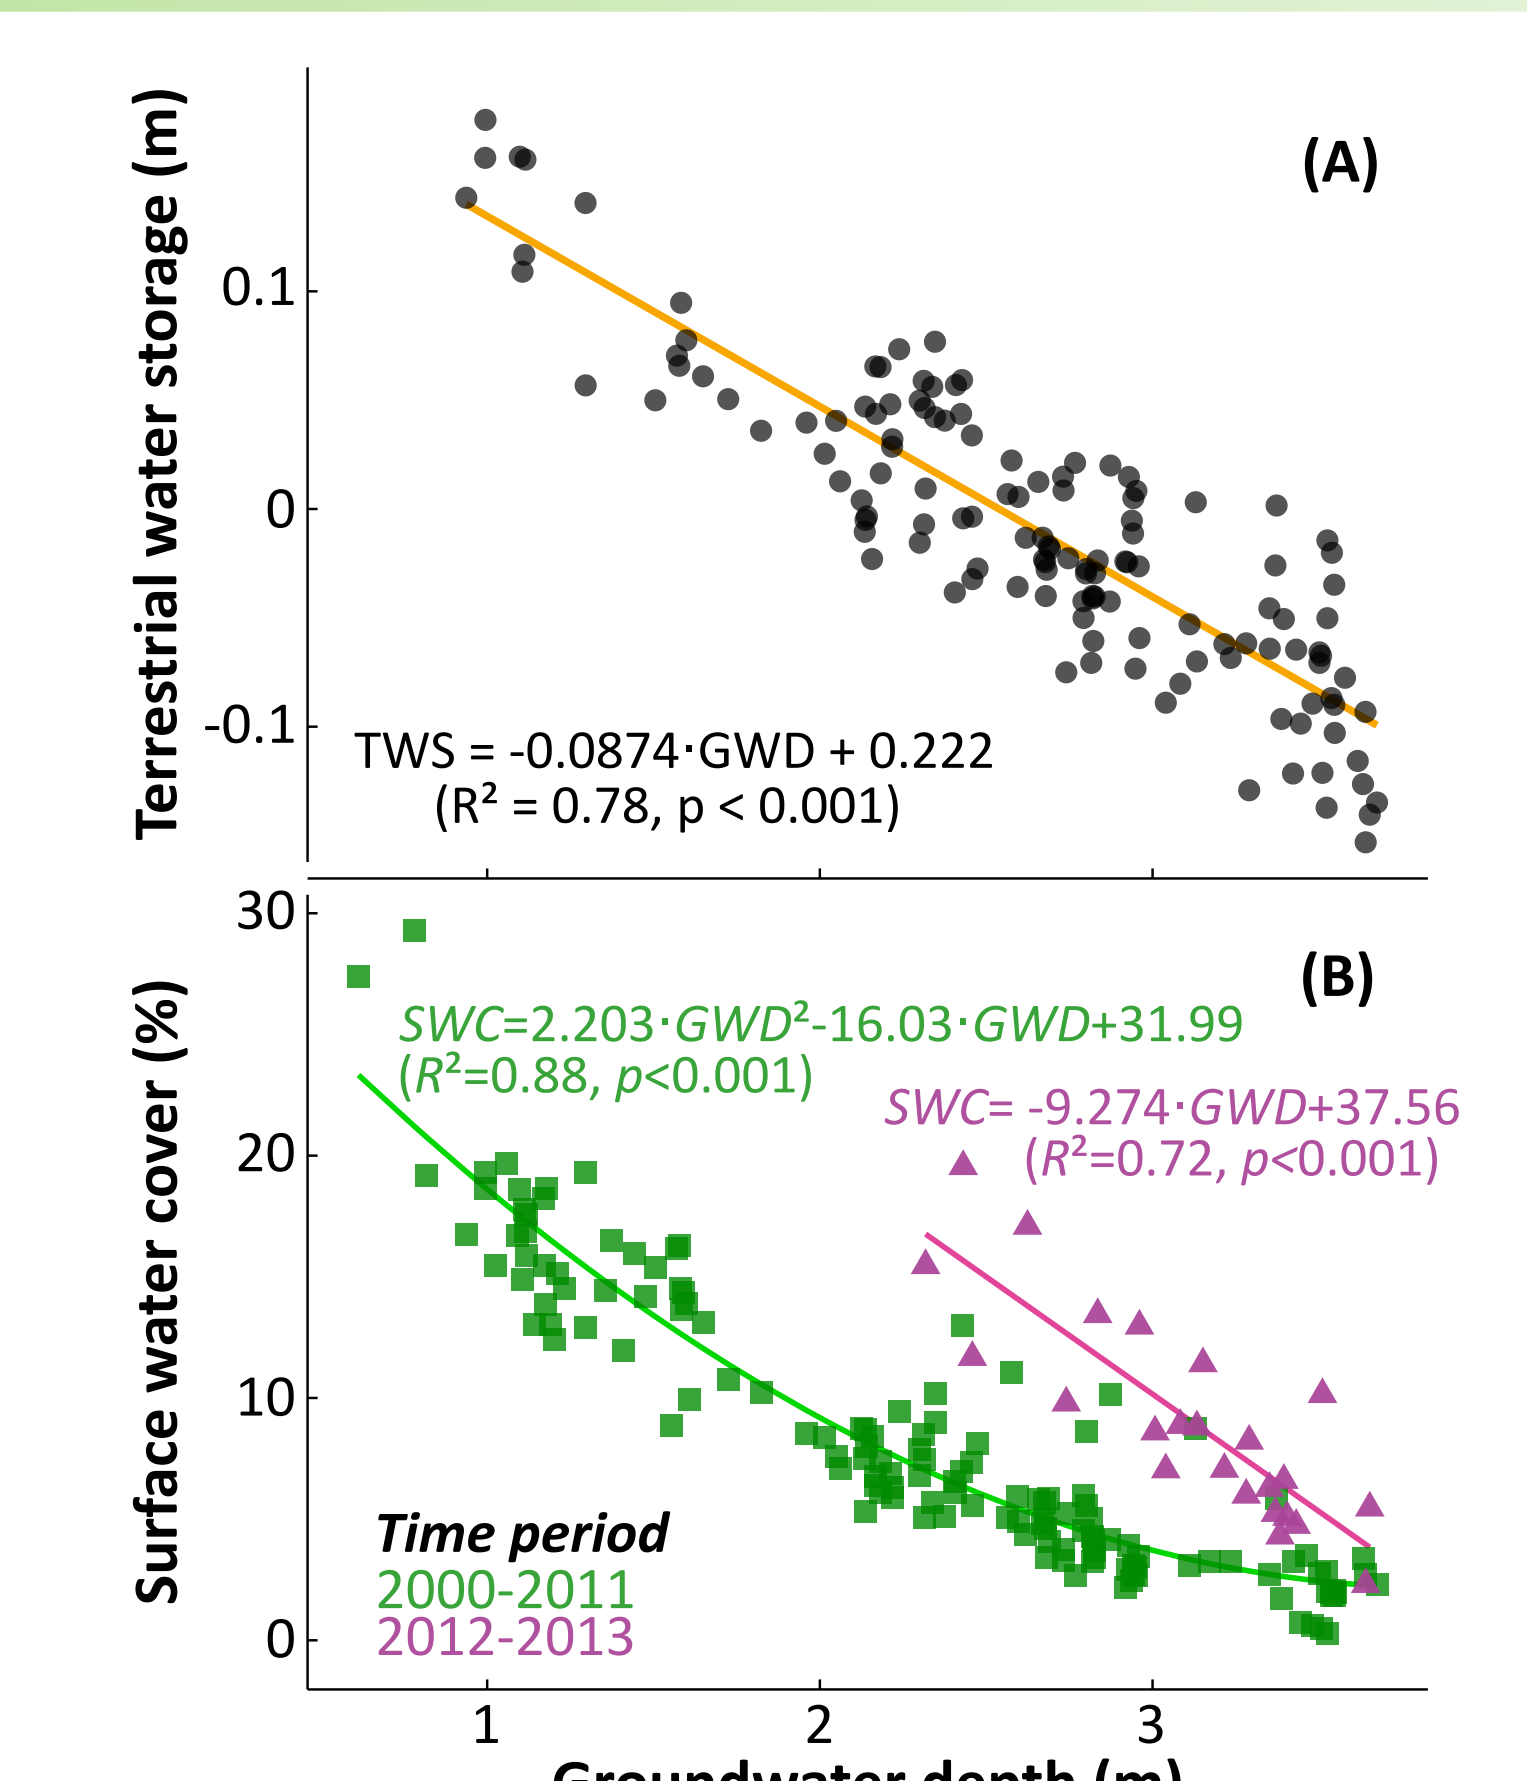 Terrestrial water storage (m)
(A)
0.1
0
-0.1
TWS = -0.0874·GWD + 0.222
(R² = 0.78, p < 0.001)
Surface water cover (%)
30
(B)
SWC=2.203·GWD²-16.03·GWD+31.99
(R²=0.88, p<0.001)
SWC= -9.274·GWD+37.56
(R²=0.72, p<0.001)
20
10
Time period
2000-2011
2012-2013
0
1 2 3
Groundwater depth (m)